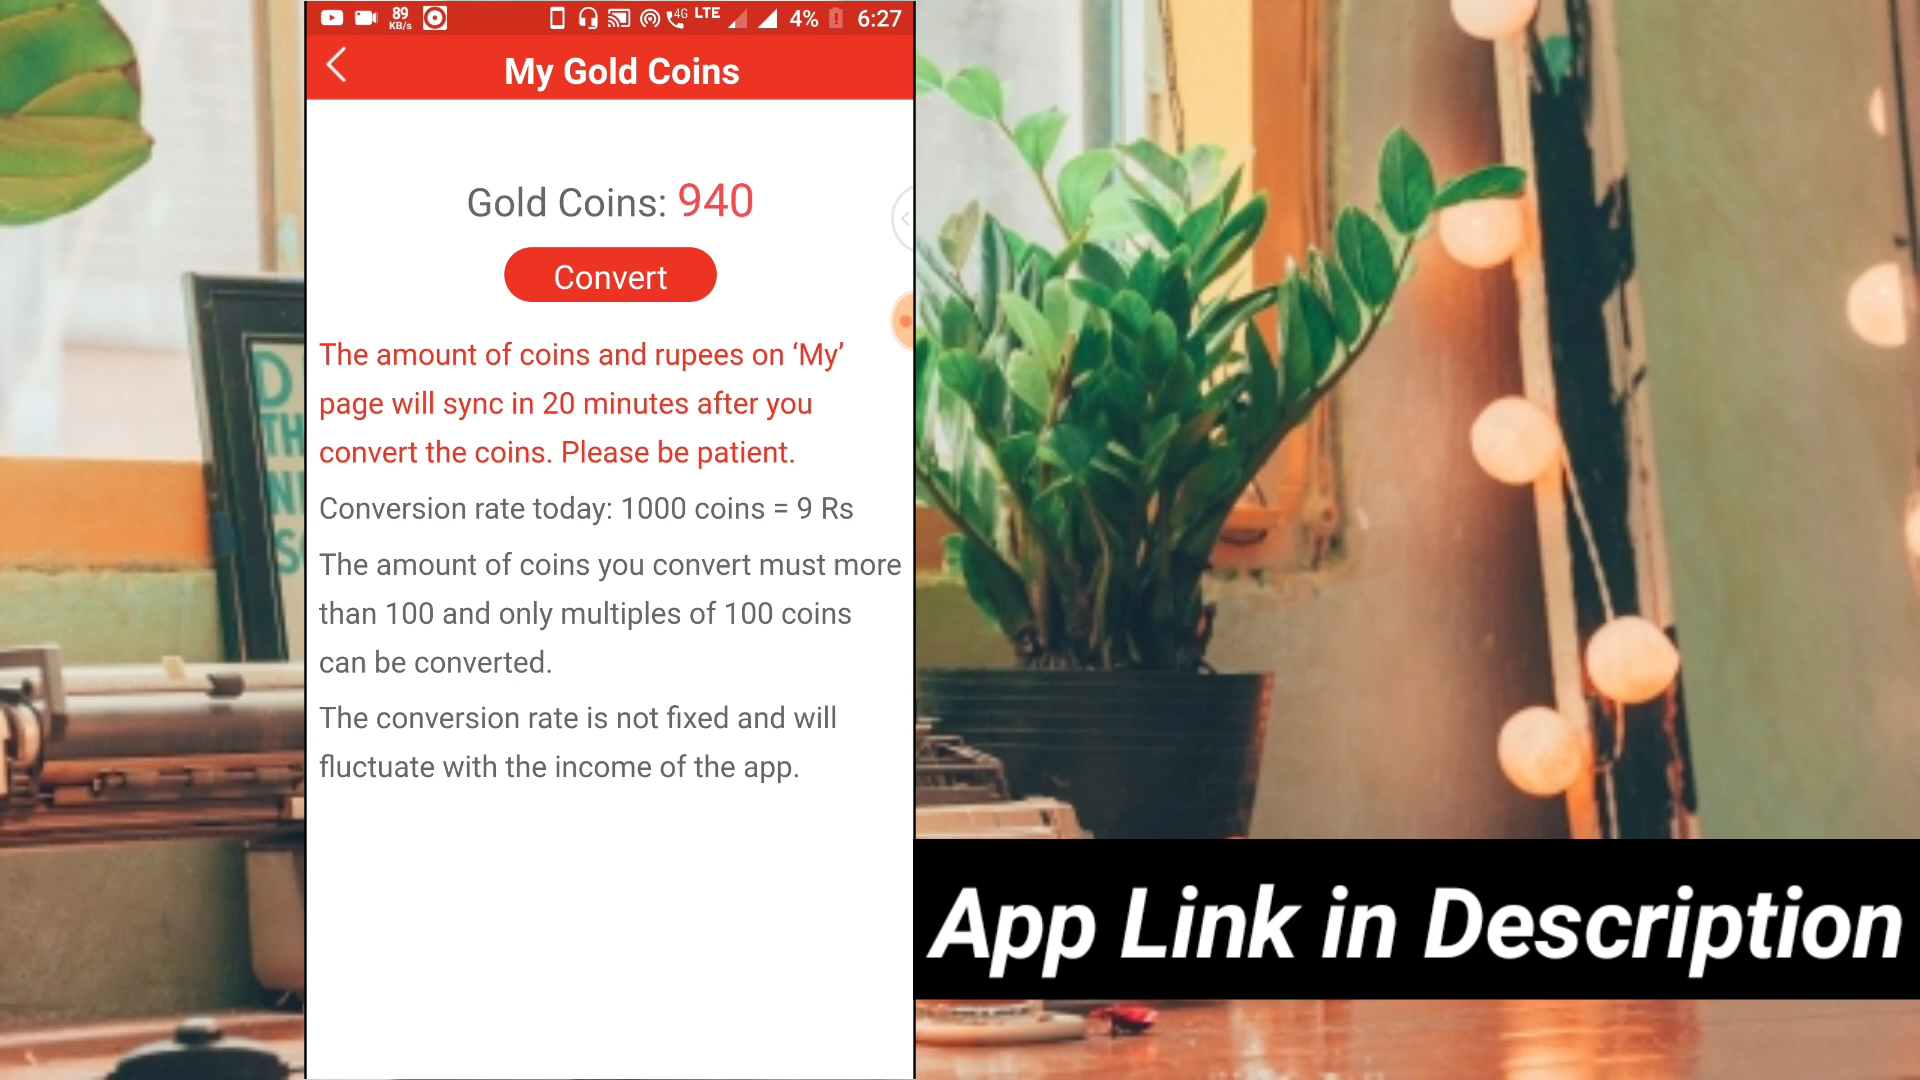 89
KB/s
4G
LTE
4%
6:27
My Gold Coins
Gold Coins: 940
Convert
The amount of coins and rupees on ‘My’
page will sync in 20 minutes after you
convert the coins. Please be patient.
Conversion rate today: 1000 coins = 9 Rs
The amount of coins you convert must more
than 100 and only multiples of 100 coins
can be converted.
The conversion rate is not fixed and will
fluctuate with the income of the app.
App Link in Description